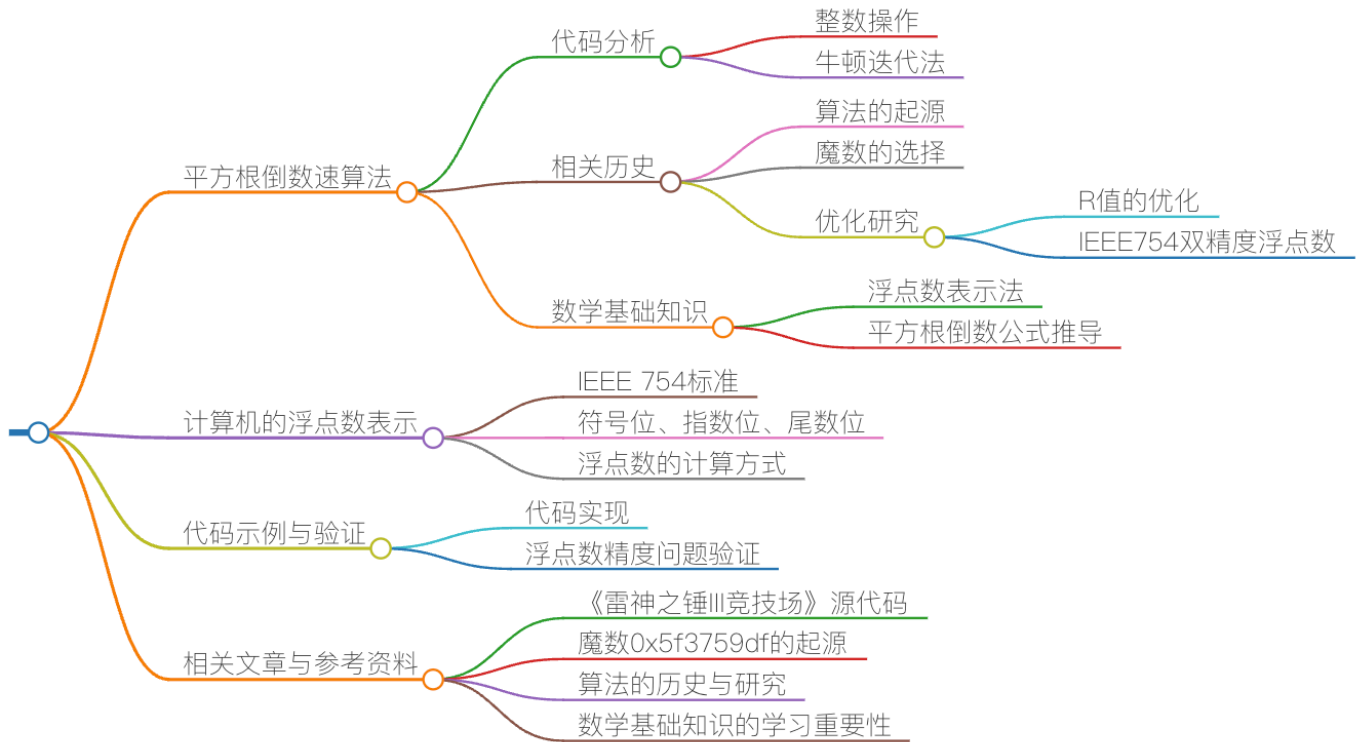 平方根倒数速算法
代码分析
整数操作
牛顿迭代法
相关历史
算法的起源
魔数的选择
优化研究
R值的优化
IEEE754双精度浮点数
数学基础知识
浮点数表示法
平方根倒数公式推导
计算机的浮点数表示
IEEE 754标准
符号位、指数位、尾数位
浮点数的计算方式
代码示例与验证
代码实现
浮点数精度问题验证
相关文章与参考资料
《雷神之锤III竞技场》源代码
魔数0x5f3759df的起源
算法的历史与研究
数学基础知识的学习重要性